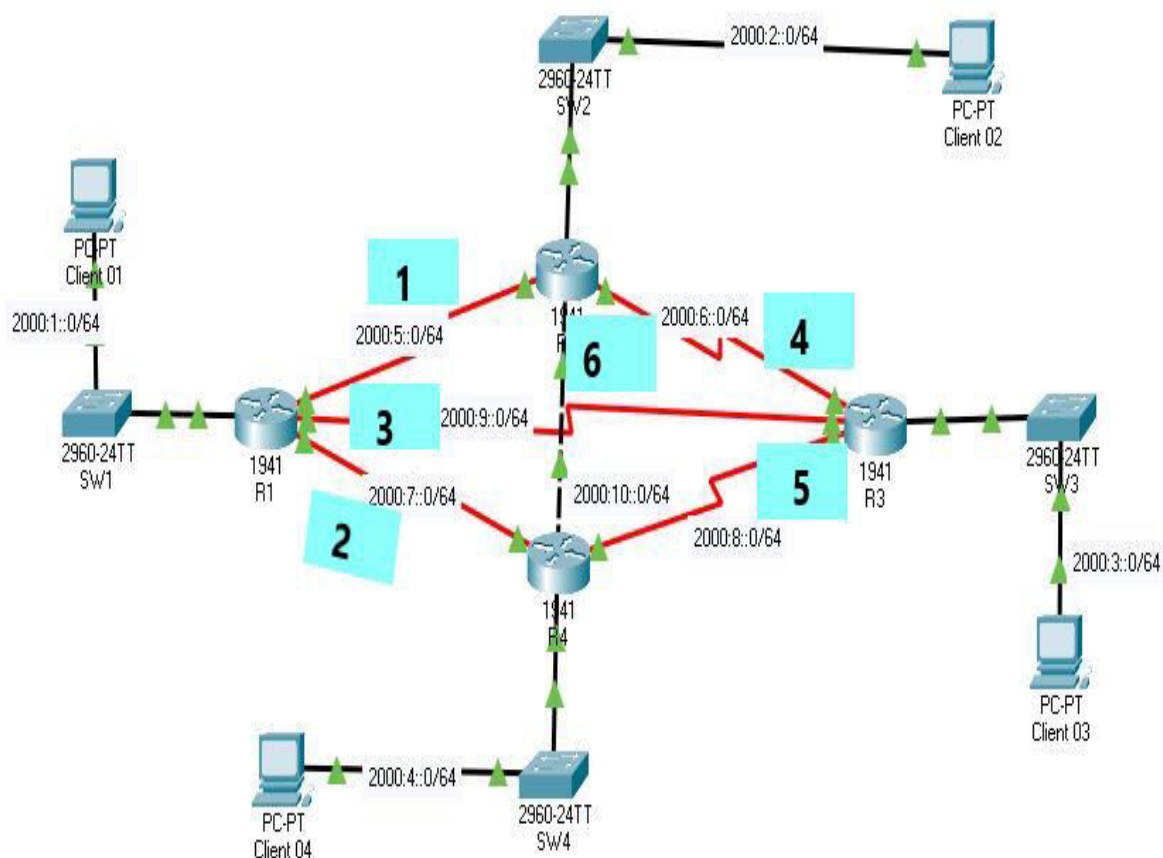 2000:2::0/64
2960-24TT
SW2
PC-PT
Client 02
PC-PT
Client 01
1
2000:5::0/64
1941
R
2000:6::0/64
4
2000:1::0/64
6
3
2000:9::0/64
2960-24TT
SW1
1941
R1
1941
R3
2960-24TT
SW3
2000:7::0/64
2000:10::0/64
5
2
2000:8::0/64
1941
R4
2000:3::0/64
PC-PT
Client 03
2000:4::0/64
PC-PT
Client 04
2960-24TT
SW4